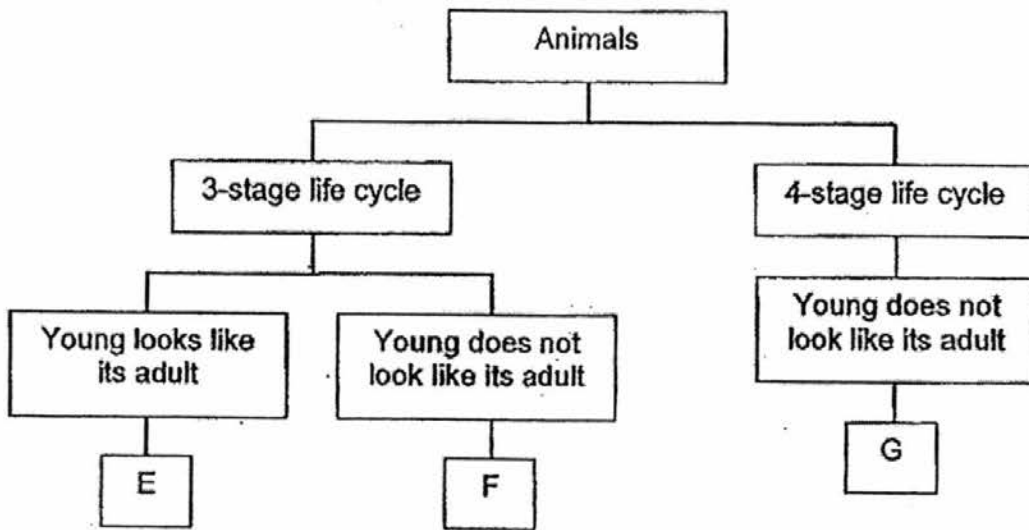 Animals
3-stage life cycle
4-stage life cycle
Young looks like
its adult
Young does not
look like its adult
Young does not
look like its adult
E
F
G